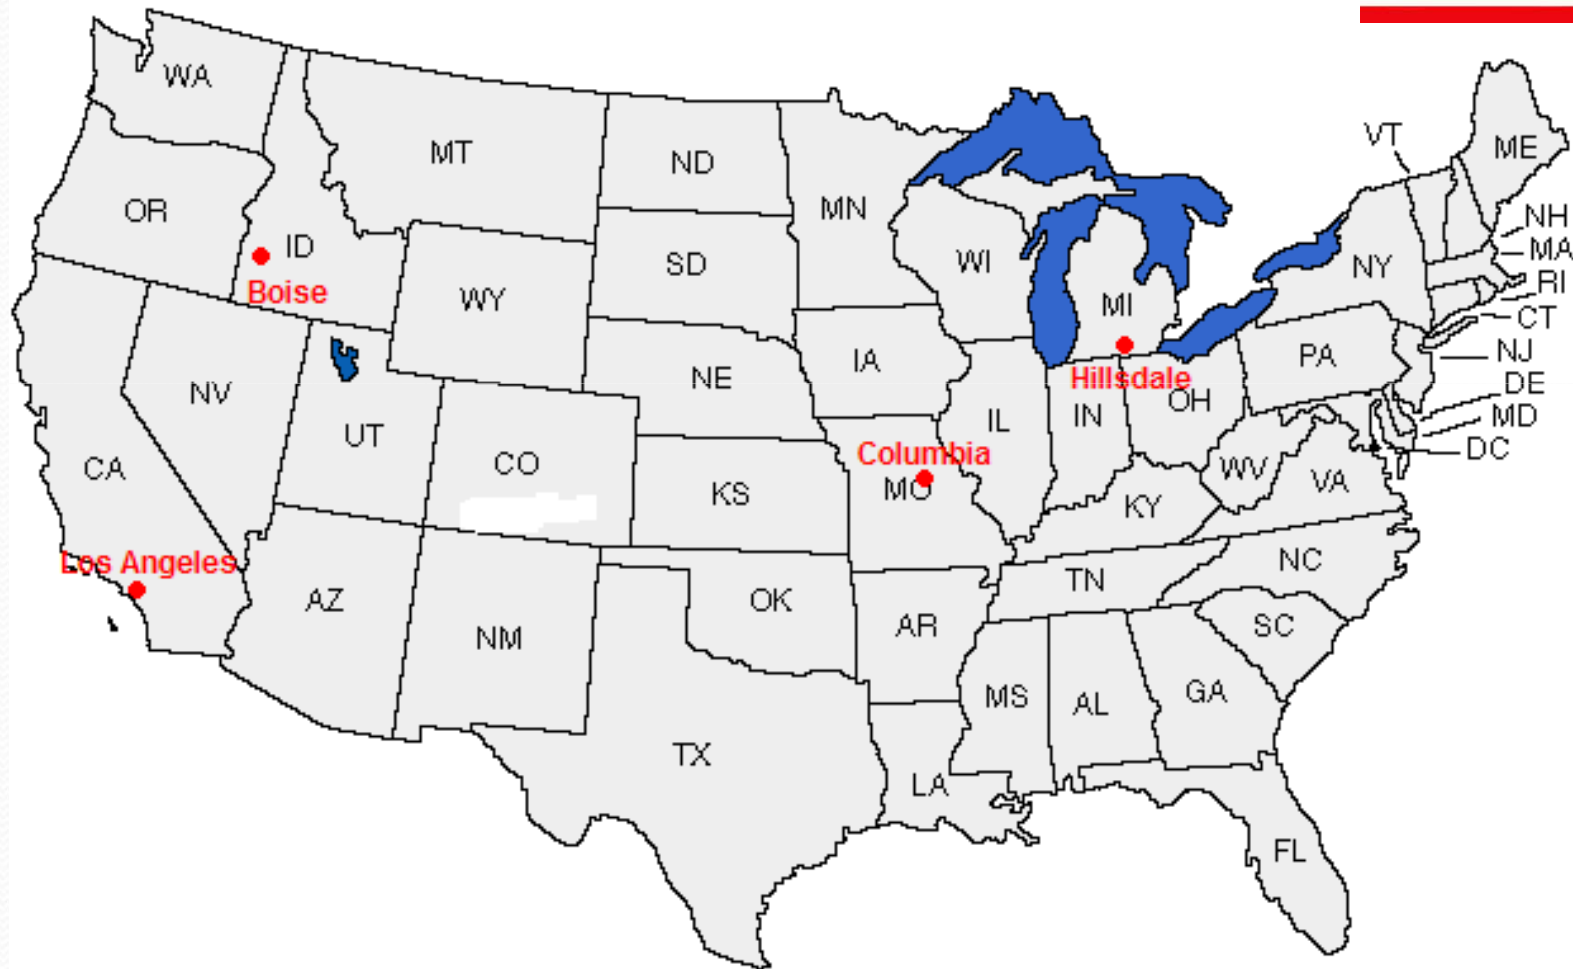 WA
MT
ND
VT
ME
OR
MN
NH
ID
MA
SD
WI
NY
RI
Boise
WY
MI
CT
IA
PA
NJ
NE
Hillsdale
DE
NV
OH
MD
UT
IL
IN
DC
CA
CO
Columbia
KS
MO
WV
VA
KY
Los Angeles
NC
TN
AZ
OK
AR
SC
NM
MS
AL
GA
TX
LA
FL